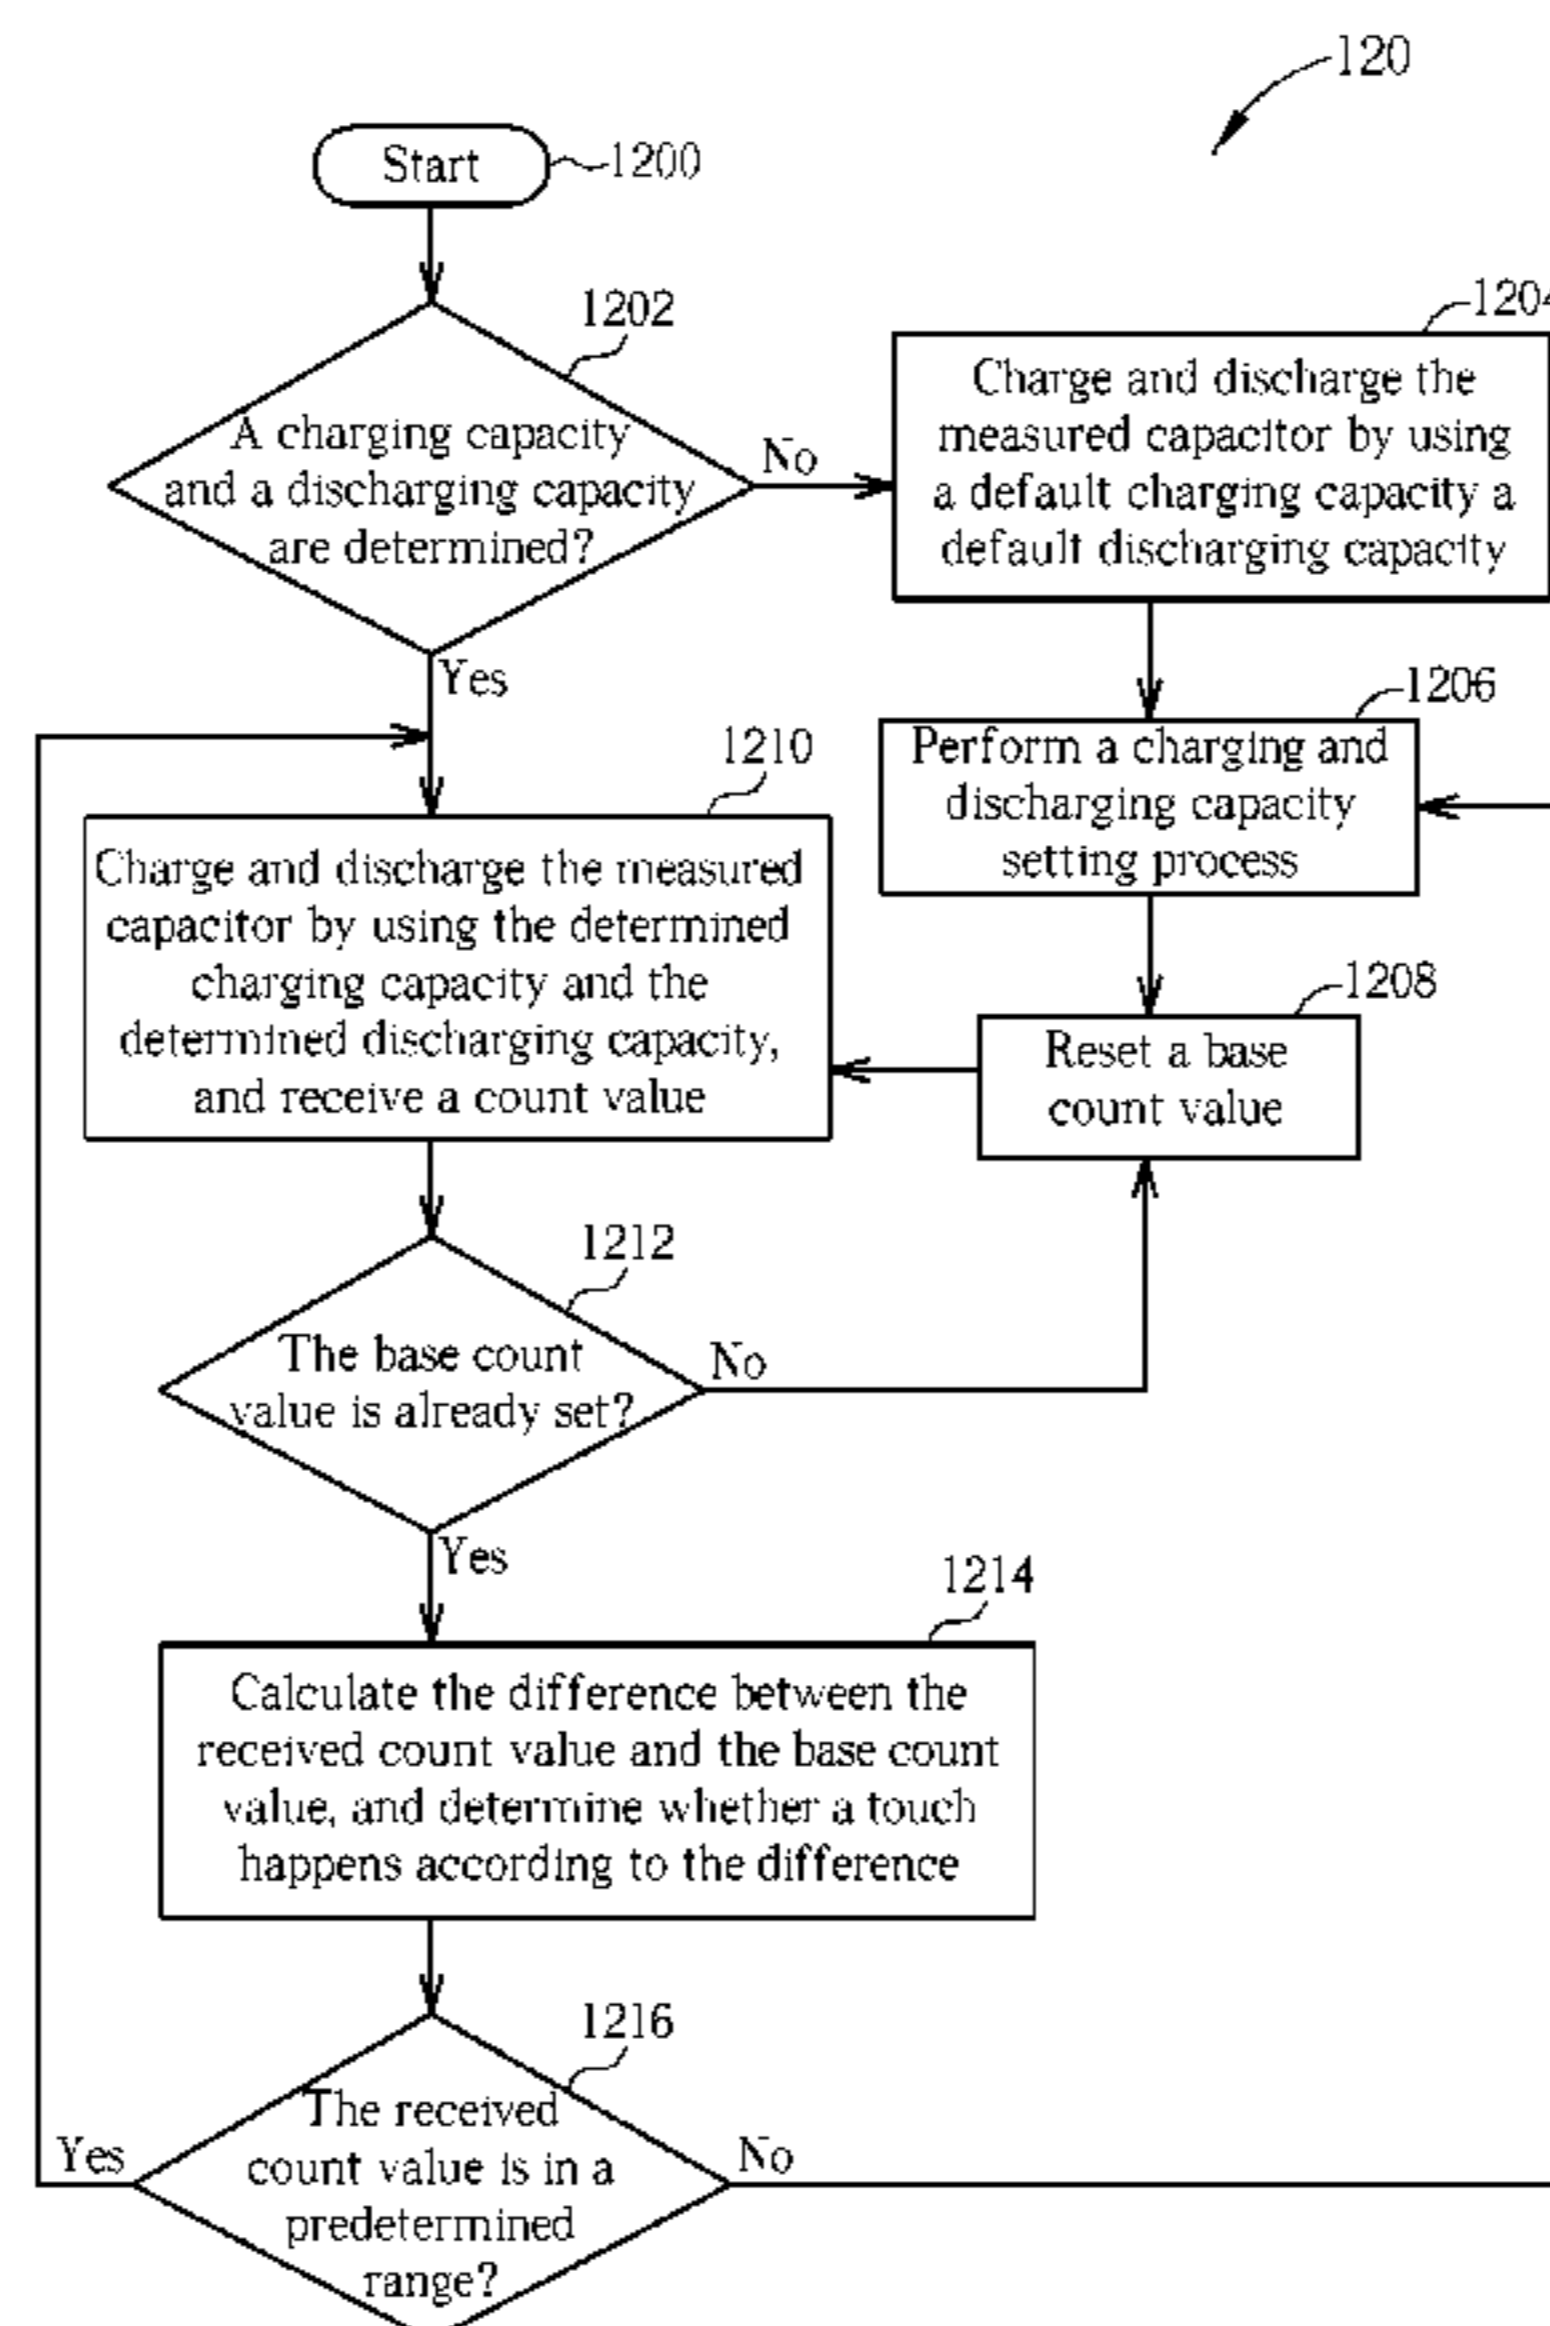 120
Start
1200
1202
A charging capacity
and a discharging capacity
are determined?
No
Yes
1204
Charge and discharge the
measured capacitor by using
a default charging capacity a
default discharging capacity
1206
Perform a charging and
discharging capacity
setting process
1208
Reset a base
count value
1210
Charge and discharge the measured
capacitor by using the determined
charging capacity and the
determined discharging capacity,
and receive a count value
1212
The base count
value is already set?
No
Yes
1214
Calculate the difference between the
received count value and the base count
value, and determine whether a touch
happens according to the difference
1216
The received
count value is in a
predetermined
range?
Yes
No